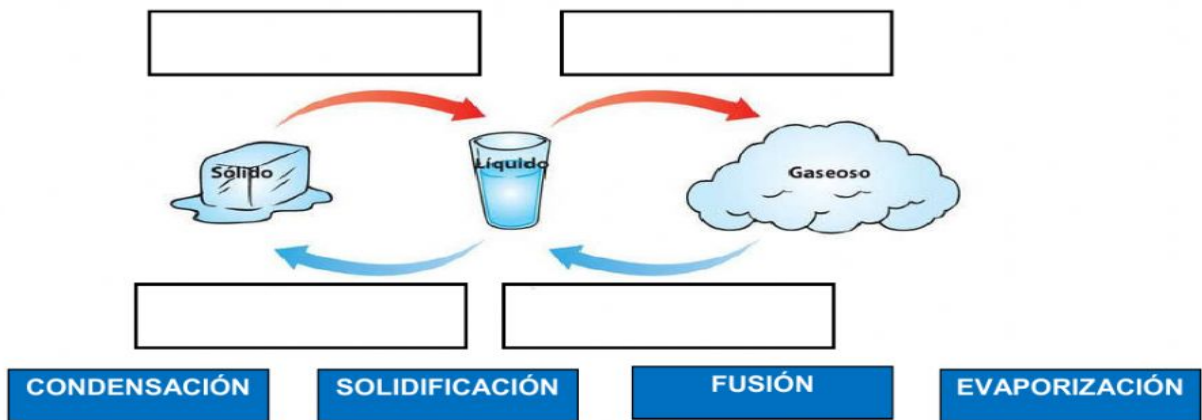 Sólido
Líquido
Gaseoso
CONDENSACIÓN
SOLIDIFICACIÓN
FUSIÓN
EVAPORIZACIÓN